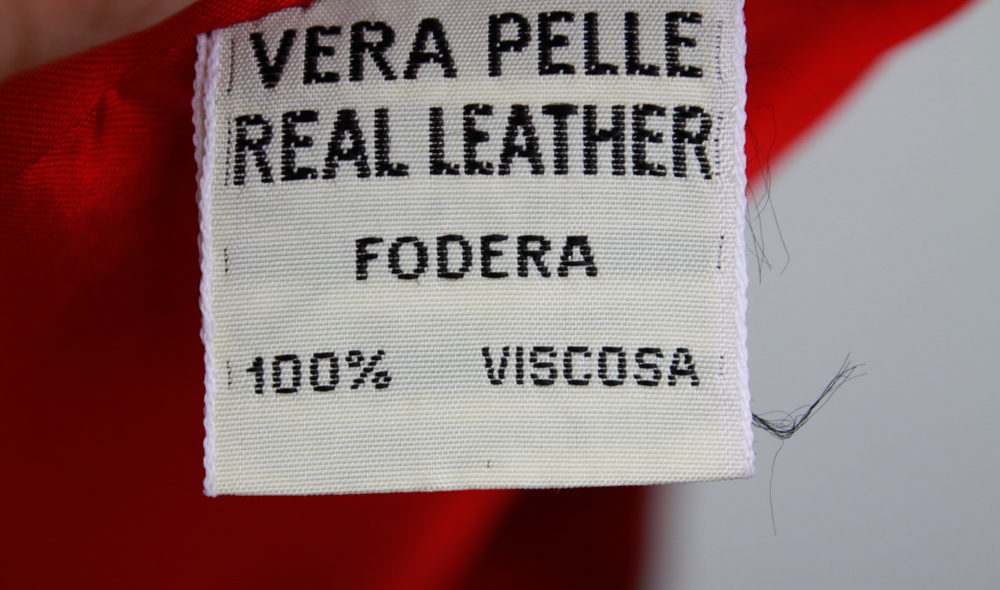 VERA PELLE
REAL LEATHER
FODERA
100% VISCOSA